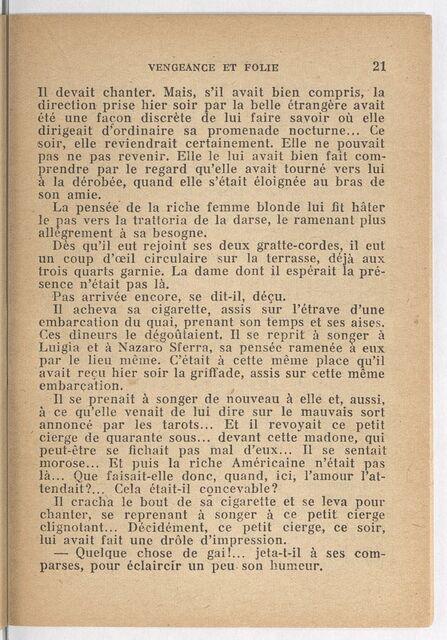 VENGEANCE ET FOLIE 21
Il devait chanter. Mais, s'il avait bien compris, la
direction prise hier soir par la belle étrangère avait
été une façon discrète de lui faire savoir où elle
dirigeait d'ordinaire sa promenade nocturne... Ce
soir, elle reviendrait certainement. Elle ne pouvait
pas ne pas revenir. Elle le lui avait bien fait com-
prendre par le regard qu'elle avait tourné vers lui
à la dérobée, quand elle s'était éloignée au bras de
son amie.
La pensée de la riche femme blonde lui fit hâter
le pas vers la trattoria de la darse, le ramenant plus
allégrement à sa besogne.
Dès qu'il eut rejoint ses deux gratte-cordes, il eut
un coup d'œil circulaire sur la terrasse, déjà aux
trois quarts garnie. La dame dont il espérait la pré-
sence n'était pas là.
Pas arrivée encore, se dit-il, déçu.
Il acheva sa cigarette, assis sur l'étrave d'une
embarcation du quai, prenant son temps et ses aises.
Ces dîneurs le dégoûtaient. Il se reprit à songer à
Luigia et à Nazaro Sferra, sa pensée ramenée à eux
par le lieu même. C'était à cette même place qu'il
avait reçu hier soir la griffade, assis sur cette même
embarcation.
Il se prenait à songer de nouveau à elle et, aussi,
à ce qu'elle venait de lui dire sur le mauvais sort
annoncé par les tarots... Et il revoyait ce petit
cierge de quarante sous... devant cette madone, qui
peut-être se fichait pas mal d'eux... Il se sentait
morose... Et puis la riche Américaine n'était pas
là... Que faisait-elle donc, quand, ici, l'amour l'at-
tendait?... Cela était-il concevable?
Il cracha le bout de sa cigarette et se leva pour
chanter, se reprenant à songer à ce petit cierge
clignotant... Décidément, ce petit cierge, ce soir,
lui avait fait une drôle d'impression.
— Quelque chose de gai!... jeta-t-il à ses com-
parses, pour éclaircir un peu son humeur.